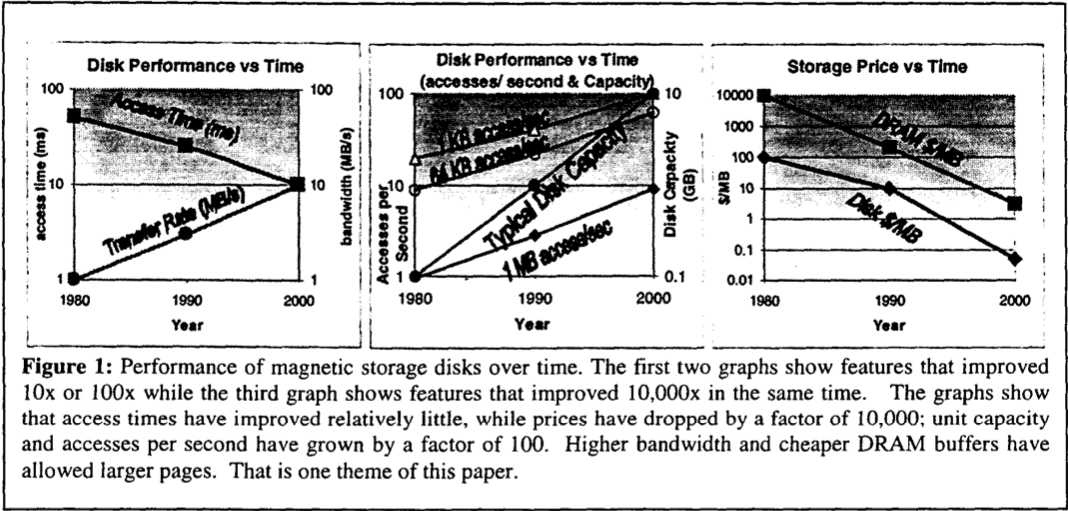 Disk Performance vs Time
100
10
1
access time (ms)
Access Time (ms)
Transfer Rate (MB/s)
100
10
1
bandwidth (MB/s)
1980 1990 2000
Year
Disk Performance vs Time
(accesses/ second & Capacity)
100
10
1
Accesses per
Second
1 KB access/sec
64 KB access/sec
Typical Disk Capacity
1 MB access/sec
10
0.1
Disk Capackty
(GB)
1980 1990 2000
Year
Storage Price vs Time
10000
1000
100
10
1
0.1
0.01
$/MB
DRAM $/MB
Disk $/MB
1980 1990 2000
Year
Figure 1: Performance of magnetic storage disks over time. The first two graphs show features that improved
10x or 100x while the third graph shows features that improved 10,000x in the same time. The graphs show
that access times have improved relatively little, while prices have dropped by a factor of 10,000; unit capacity
and accesses per second have grown by a factor of 100. Higher bandwidth and cheaper DRAM buffers have
allowed larger pages. That is one theme of this paper.